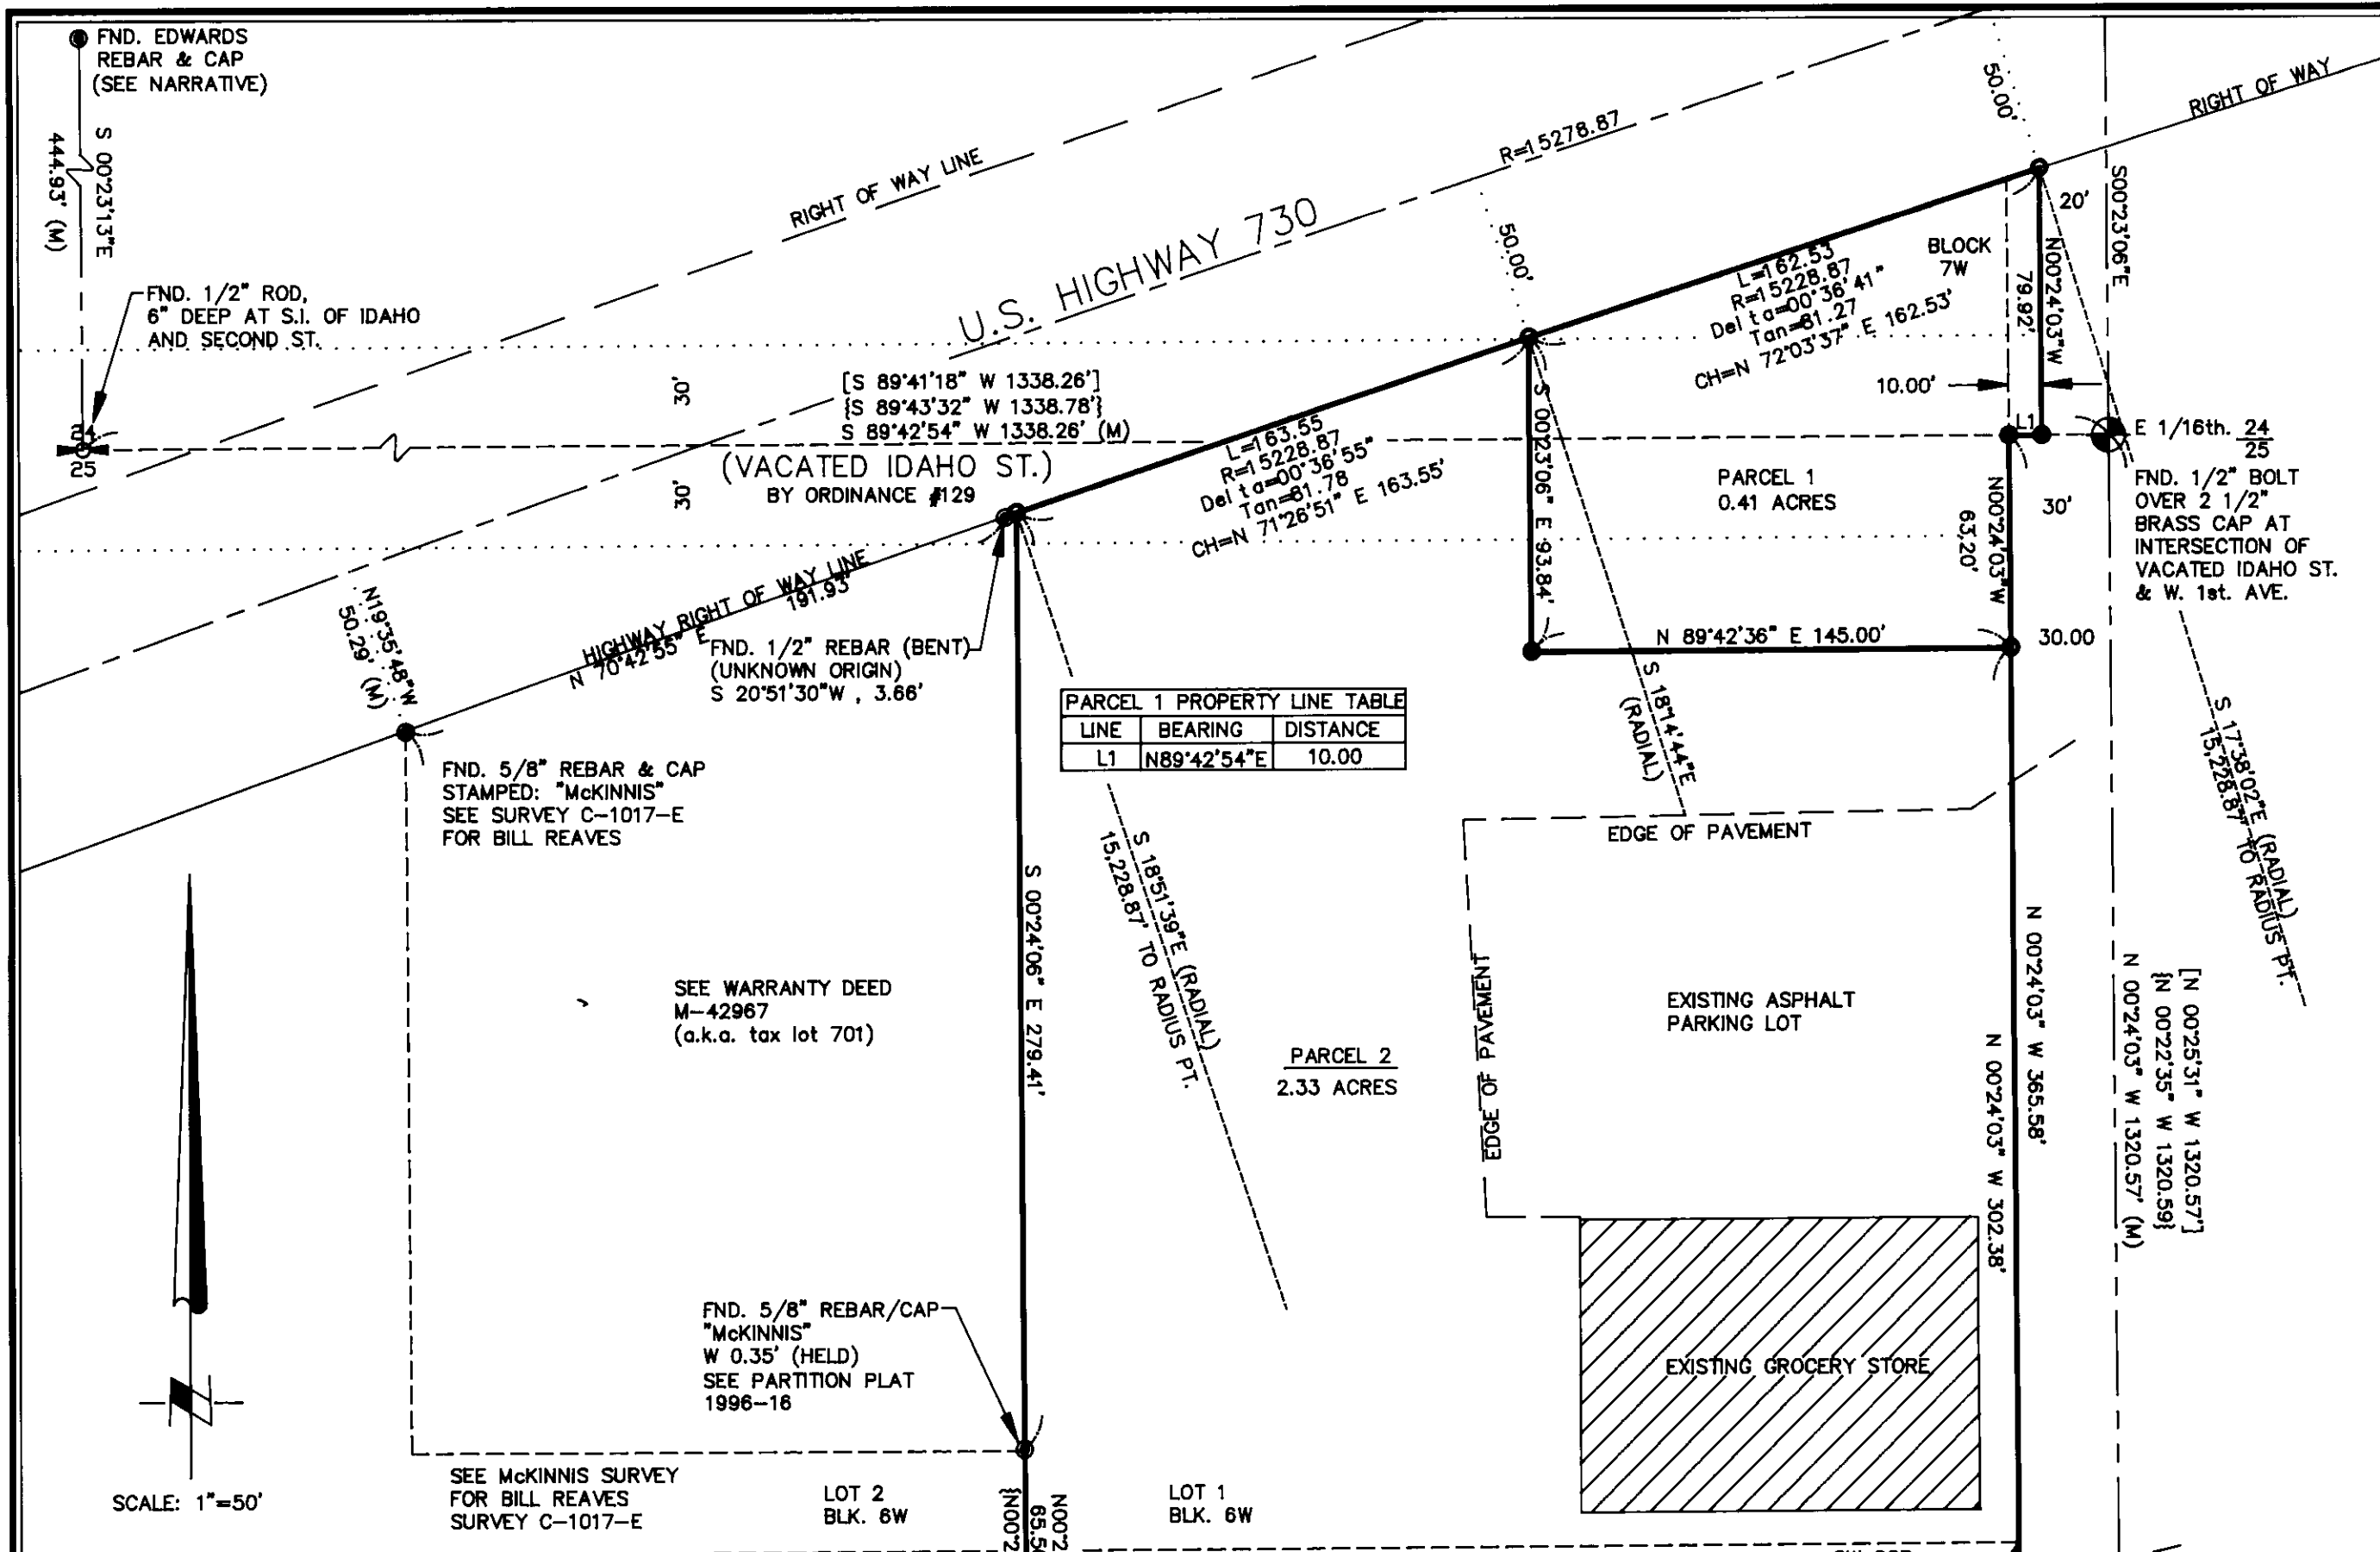 FND. EDWARDS
REBAR & CAP
(SEE NARRATIVE)
S 00°23'13"E
444.93' (M)
FND. 1/2" ROD,
6" DEEP AT S.I. OF IDAHO
AND SECOND ST.
24
25
RIGHT OF WAY LINE
U.S. HIGHWAY 730
R=15278.87
50.00'
50.00'
RIGHT OF WAY
30'
30'
[S 89°41'18" W 1338.26']
{S 89°43'32" W 1338.78'}
S 89°42'54" W 1338.26' (M)
(VACATED IDAHO ST.)
BY ORDINANCE #129
L=162.53
R=15228.87
Delta=00°36'41"
Tan=81.27
CH=N 72°03'37" E 162.53'
BLOCK
7W
20'
79.92'
N00°24'03"W
S00°23'06"E
10.00'
L1
E 1/16th. 24
25
FND. 1/2" BOLT
OVER 2 1/2"
BRASS CAP AT
INTERSECTION OF
VACATED IDAHO ST.
& W. 1st. AVE.
L=163.55
R=15228.87
Delta=00°36'55"
Tan=81.78
CH=N 71°26'51" E 163.55'
S 00°23'06" E 93.84'
PARCEL 1
0.41 ACRES
N00°24'03"W
63.20'
30'
30.00
N 89°42'36" E 145.00'
N19°35'48"W
50.29' (M)
HIGHWAY RIGHT OF WAY LINE
N 70°42'55" E
191.93'
FND. 1/2" REBAR (BENT)
(UNKNOWN ORIGIN)
S 20°51'30"W , 3.66'
FND. 5/8" REBAR & CAP
STAMPED: "McKINNIS"
SEE SURVEY C-1017-E
FOR BILL REAVES
PARCEL 1 PROPERTY LINE TABLE
LINE BEARING DISTANCE
L1 N89°42'54"E 10.00
S 18°14'44"E
(RADIAL)
S 17°38'02"E (RADIAL)
15,228.87' TO RADIUS PT.
S 18°51'39"E (RADIAL)
15,228.87' TO RADIUS PT.
S 00°24'06" E 279.41'
EDGE OF PAVEMENT
EDGE OF PAVEMENT
SEE WARRANTY DEED
M-42967
(a.k.a. tax lot 701)
EXISTING ASPHALT
PARKING LOT
PARCEL 2
2.33 ACRES
N 00°24'03" W 365.58'
N 00°24'03" W 302.38'
[N 00°25'31" W 1320.57']
{N 00°22'35" W 1320.59}
N 00°24'03" W 1320.57' (M)
FND. 5/8" REBAR/CAP
"McKINNIS"
W 0.35' (HELD)
SEE PARTITION PLAT
1996-16
EXISTING GROCERY STORE
SCALE: 1"=50'
SEE McKINNIS SURVEY
FOR BILL REAVES
SURVEY C-1017-E
LOT 2
BLK. 6W
LOT 1
BLK. 6W